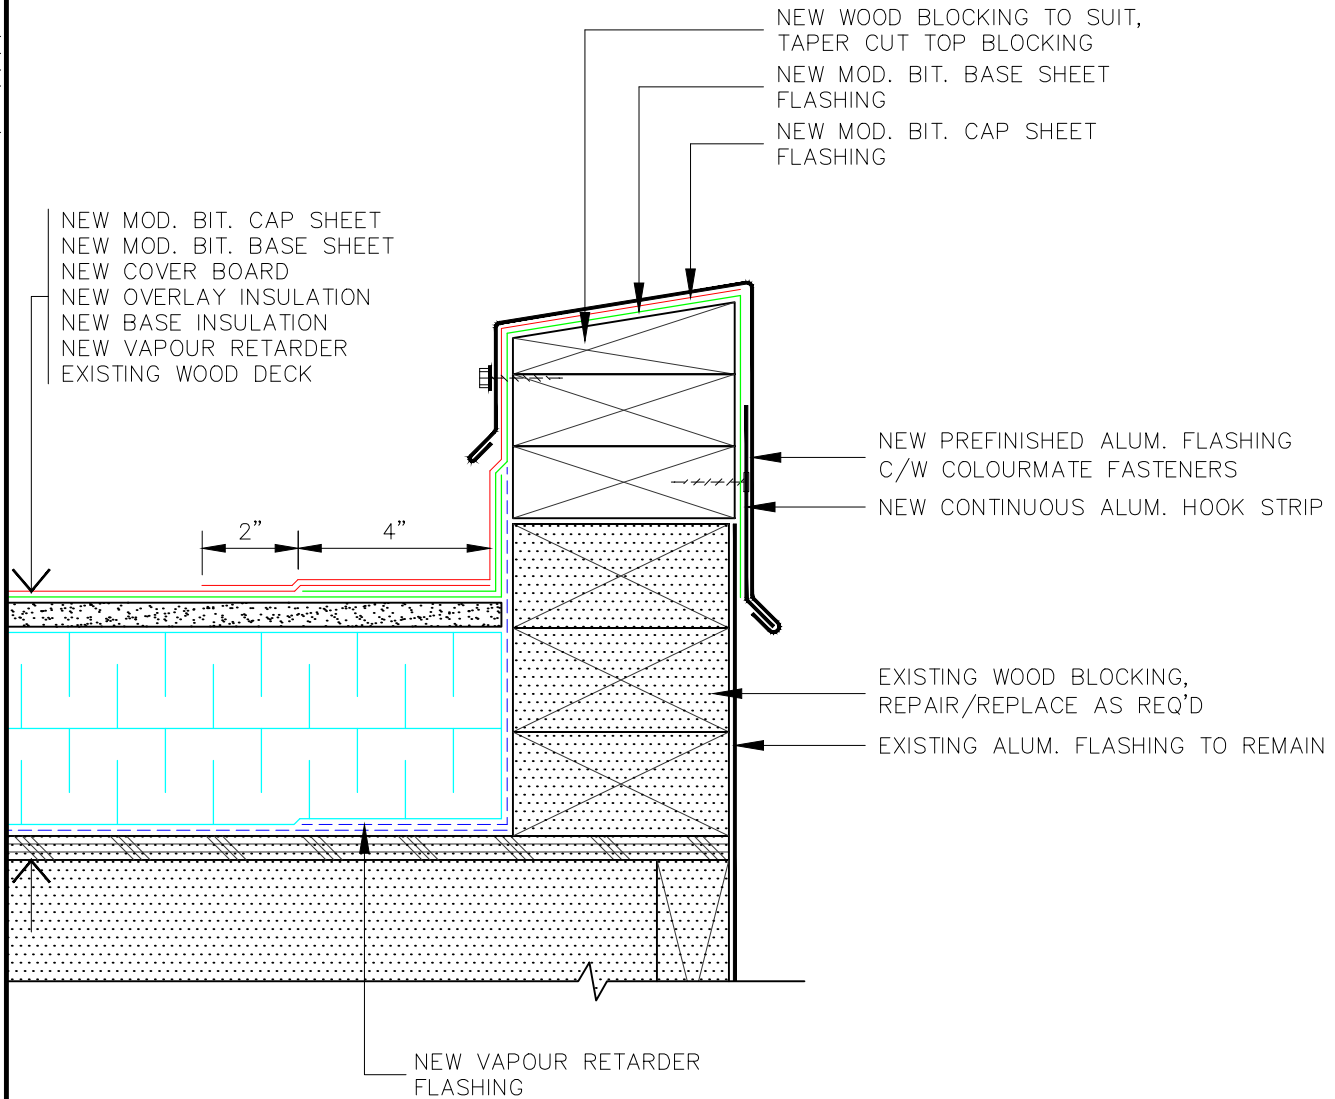 NEW WOOD BLOCKING TO SUIT,
TAPER CUT TOP BLOCKING
NEW MOD. BIT. BASE SHEET
FLASHING
NEW MOD. BIT. CAP SHEET
FLASHING
NEW MOD. BIT. CAP SHEET
NEW MOD. BIT. BASE SHEET
NEW COVER BOARD
NEW OVERLAY INSULATION
NEW BASE INSULATION
NEW VAPOUR RETARDER
EXISTING WOOD DECK
NEW PREFINISHED ALUM. FLASHING
C/W COLOURMATE FASTENERS
NEW CONTINUOUS ALUM. HOOK STRIP
2”
4”
EXISTING WOOD BLOCKING,
REPAIR/REPLACE AS REQ'D
EXISTING ALUM. FLASHING TO REMAIN
NEW VAPOUR RETARDER
FLASHING